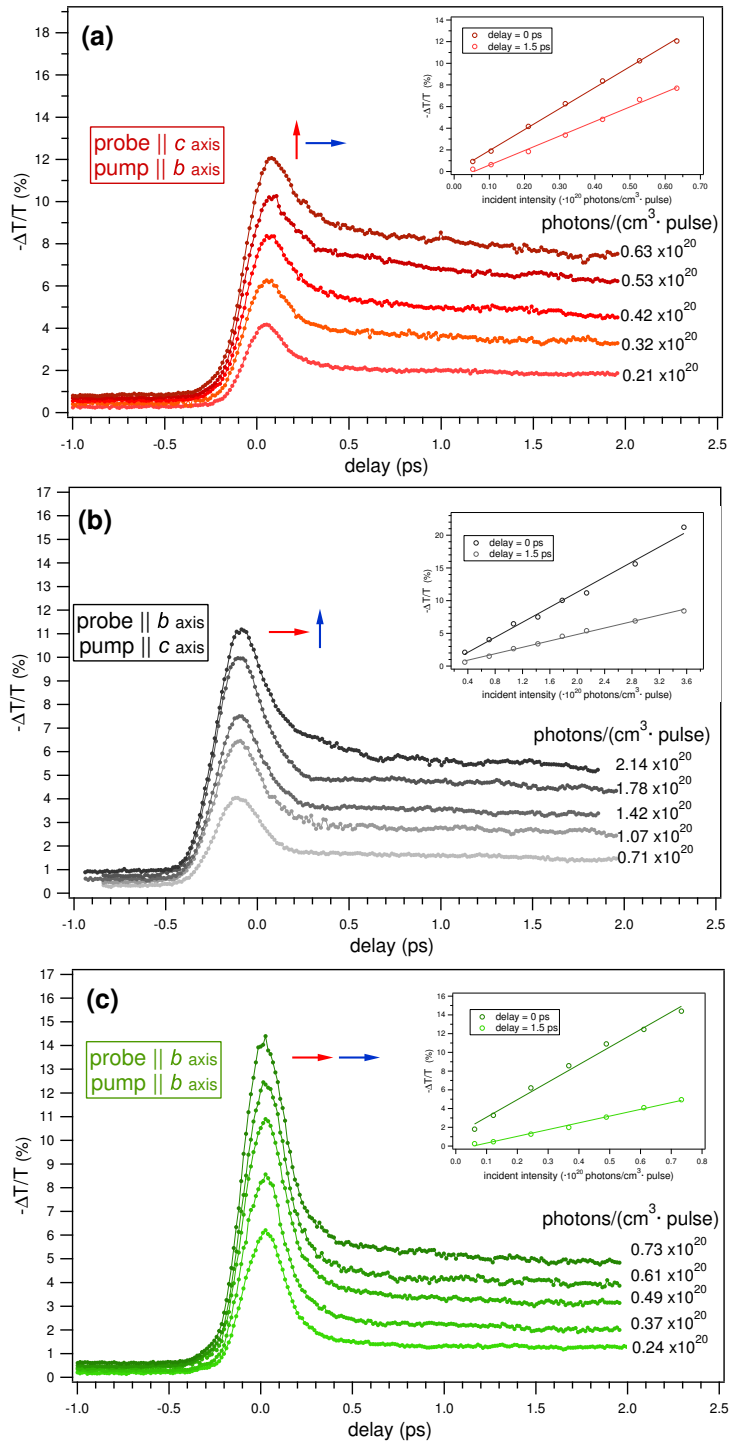 (a)
probe || c axis
pump || b axis
-ΔT/T (%)
18
16
14
12
10
8
6
4
2
0
-1.0 -0.5 0.0 0.5 1.0 1.5 2.0 2.5
delay (ps)
photons/(cm³· pulse)
0.63 x10²⁰
0.53 x10²⁰
0.42 x10²⁰
0.32 x10²⁰
0.21 x10²⁰
delay = 0 ps
delay = 1.5 ps
-ΔT/T (%)
14
12
10
8
6
4
2
0
0.00 0.10 0.20 0.30 0.40 0.50 0.60 0.70
incident intensity (·10²⁰ photons/cm³· pulse)
(b)
probe || b axis
pump || c axis
-ΔT/T (%)
17
16
15
14
13
12
11
10
9
8
7
6
5
4
3
2
1
0
-1.0 -0.5 0.0 0.5 1.0 1.5 2.0 2.5
delay (ps)
photons/(cm³· pulse)
2.14 x10²⁰
1.78 x10²⁰
1.42 x10²⁰
1.07 x10²⁰
0.71 x10²⁰
delay = 0 ps
delay = 1.5 ps
-ΔT/T (%)
20
15
10
5
0
0.4 0.8 1.2 1.6 2.0 2.4 2.8 3.2 3.6
incident intensity (·10²⁰ photons/cm³· pulse)
(c)
probe || b axis
pump || b axis
-ΔT/T (%)
17
16
15
14
13
12
11
10
9
8
7
6
5
4
3
2
1
0
-1.0 -0.5 0.0 0.5 1.0 1.5 2.0 2.5
delay (ps)
photons/(cm³· pulse)
0.73 x10²⁰
0.61 x10²⁰
0.49 x10²⁰
0.37 x10²⁰
0.24 x10²⁰
delay = 0 ps
delay = 1.5 ps
-ΔT/T (%)
16
14
12
10
8
6
4
2
0
0.0 0.1 0.2 0.3 0.4 0.5 0.6 0.7 0.8
incident intensity (·10²⁰ photons/cm³· pulse)